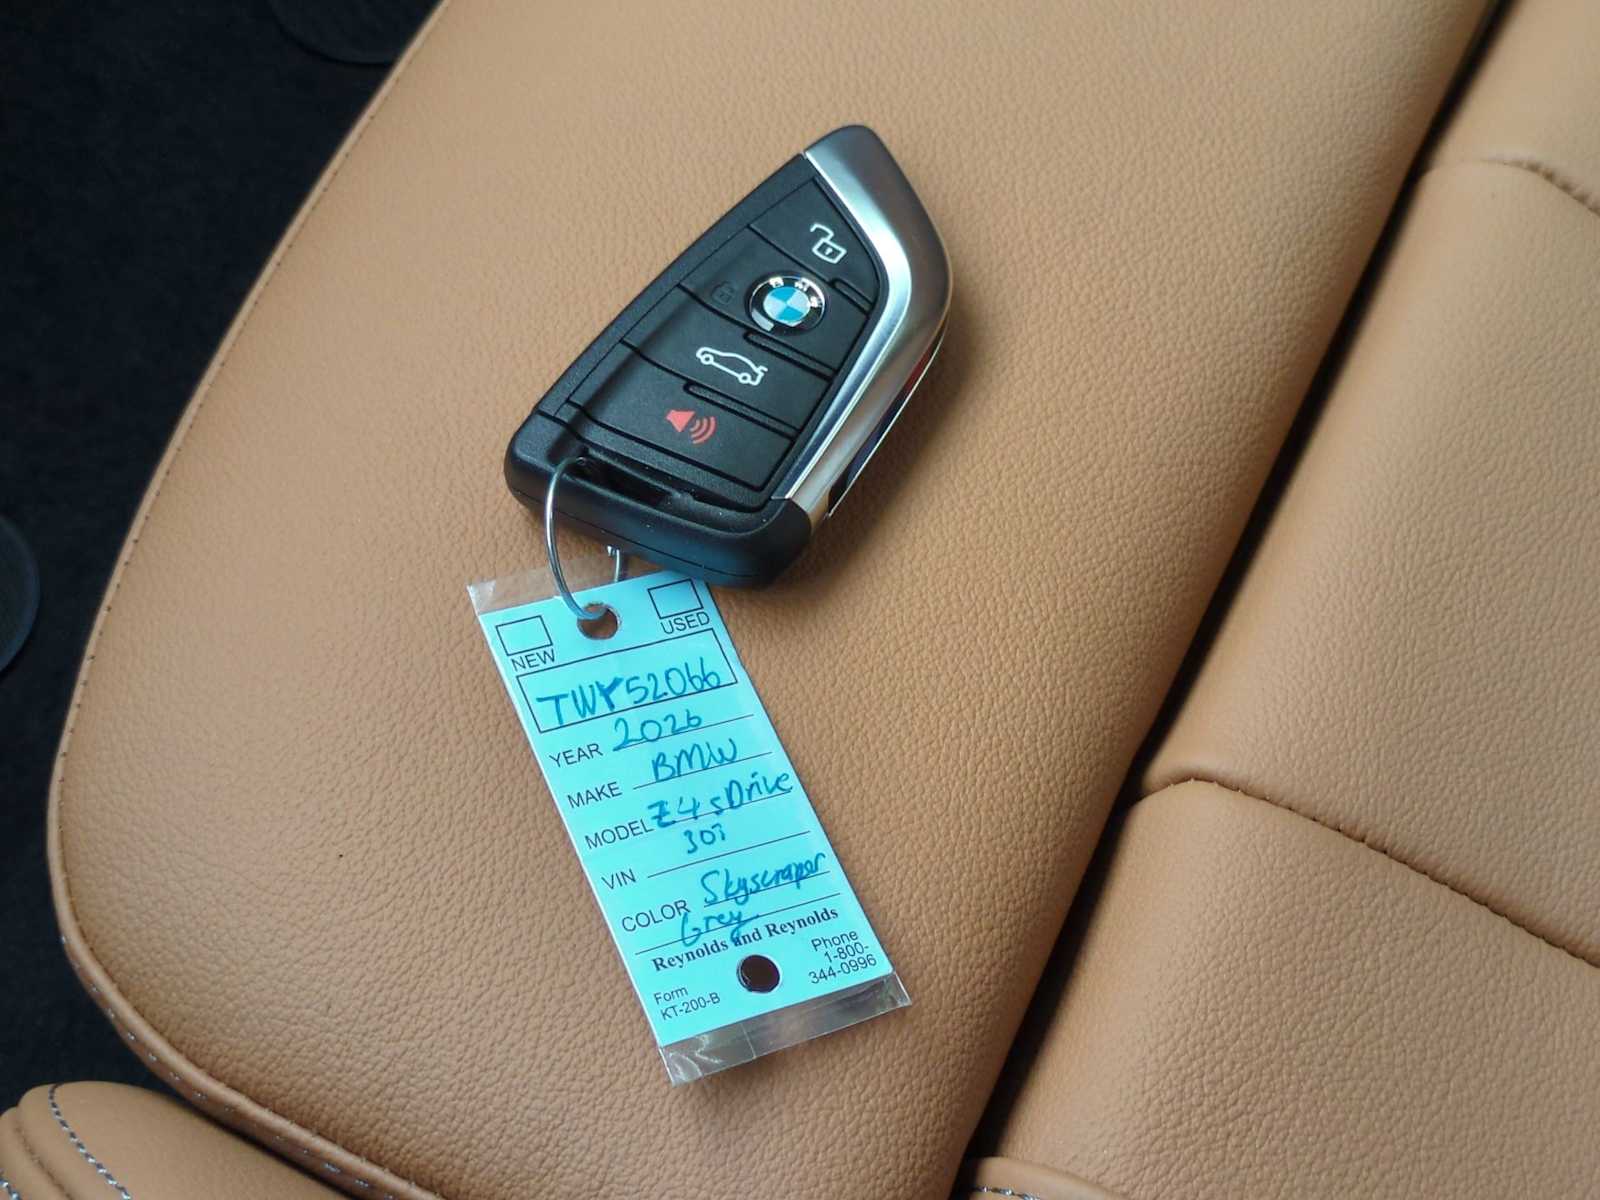 BMW
NEW
USED
TWY52066
YEAR 2026
MAKE BMW
MODEL Z4 sDrive
30i
VIN
COLOR Skyscraper
Grey
Reynolds and Reynolds
Form
KT-200-B
Phone
1-800-
344-0996